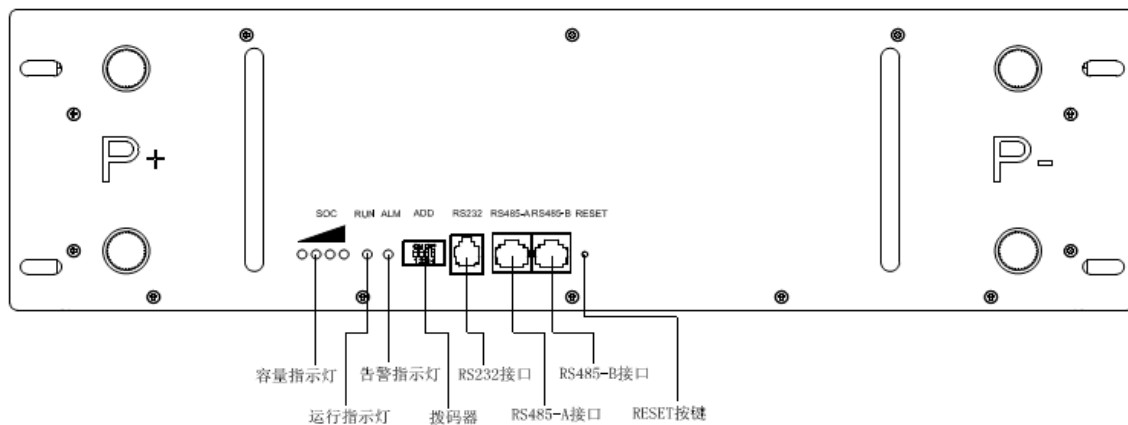 P+
P-
SOC RUN ALM ADD RS232 RS485-A RS485-B RESET
容量指示灯 告警指示灯 RS232接口 RS485-B接口
运行指示灯 拨码器 RS485-A接口 RESET按键